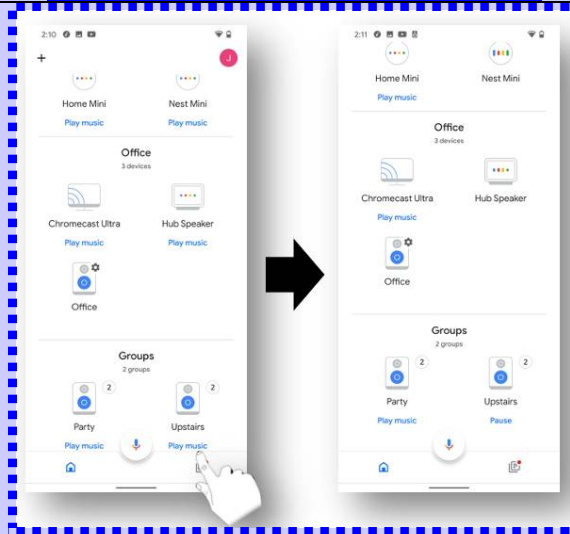 2:10
J
Home Mini Nest Mini
Play music Play music
Office
3 devices
Chromecast Ultra Hub Speaker
Play music Play music
Office
Groups
2 groups
2 2
Party Upstairs
Play music Play music
2:11
Home Mini Nest Mini
Play music
Office
3 devices
Chromecast Ultra Hub Speaker
Play music
Office
Groups
2 groups
2 2
Party Upstairs
Play music Pause